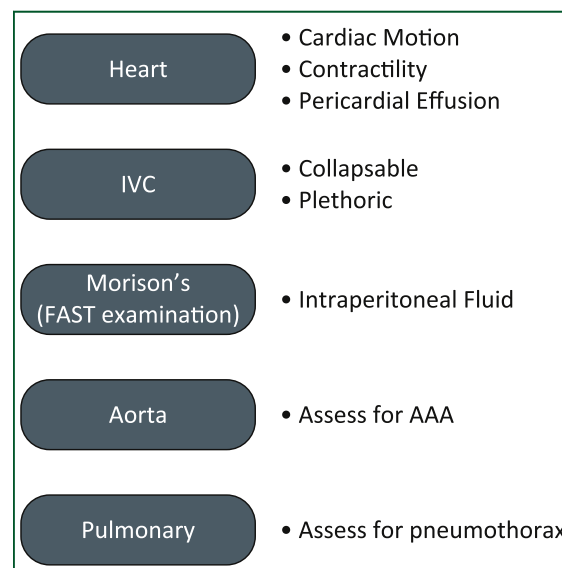 Heart
• Cardiac Motion
• Contractility
• Pericardial Effusion
IVC
• Collapsable
• Plethoric
Morison's
(FAST examination)
• Intraperitoneal Fluid
Aorta
• Assess for AAA
Pulmonary
• Assess for pneumothorax